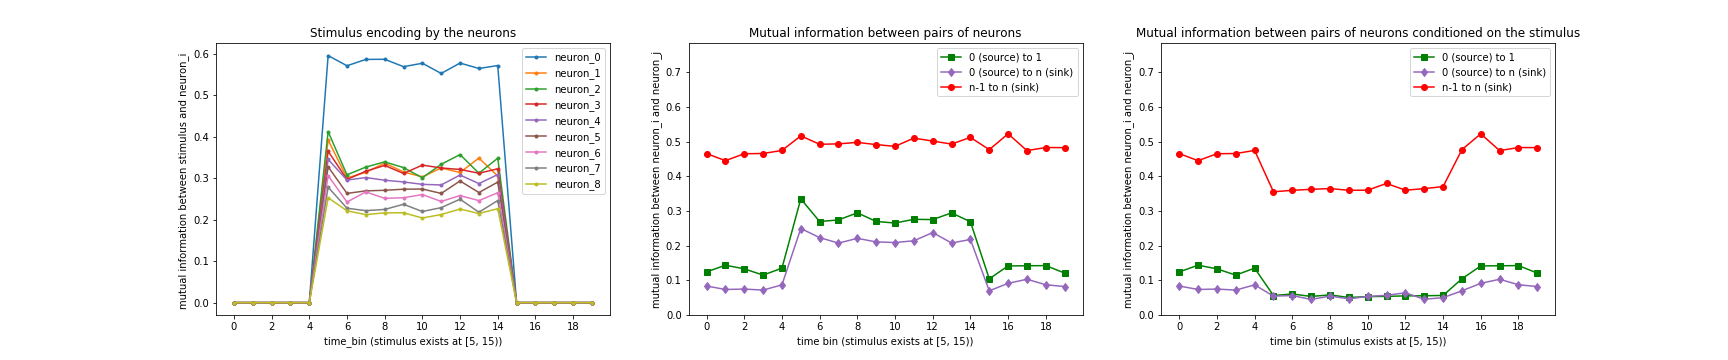 Stimulus encoding by the neurons
mutual information between stimulus and neuron_i
0.6
0.5
0.4
0.3
0.2
0.1
0.0
neuron_0
neuron_1
neuron_2
neuron_3
neuron_4
neuron_5
neuron_6
neuron_7
neuron_8
0 2 4 6 8 10 12 14 16 18
time_bin (stimulus exists at [5, 15))
Mutual information between pairs of neurons
mutual information between neuron_i and neuron_j
0.7
0.6
0.5
0.4
0.3
0.2
0.1
0.0
0 (source) to 1
0 (source) to n (sink)
n-1 to n (sink)
0 2 4 6 8 10 12 14 16 18
time bin (stimulus exists at [5, 15))
Mutual information between pairs of neurons conditioned on the stimulus
mutual information between neuron_i and neuron_j
0.7
0.6
0.5
0.4
0.3
0.2
0.1
0.0
0 (source) to 1
0 (source) to n (sink)
n-1 to n (sink)
0 2 4 6 8 10 12 14 16 18
time bin (stimulus exists at [5, 15))